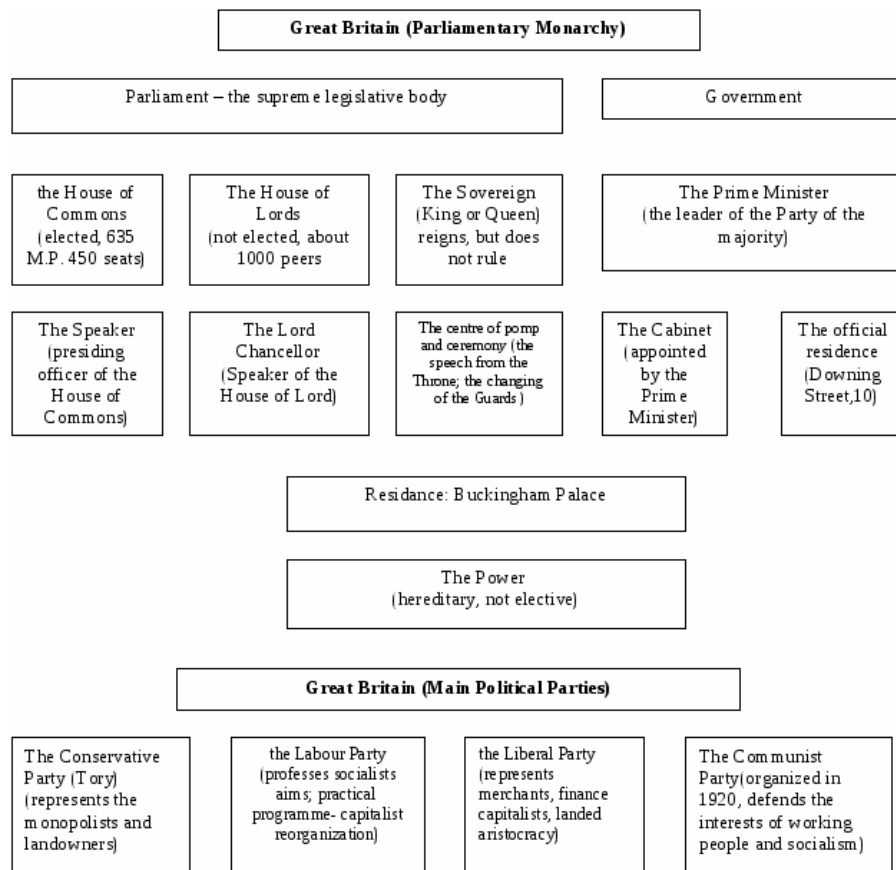 Great Britain (Parliamentary Monarchy)
Parliament – the supreme legislative body
Government
the House of
Commons
(elected, 635
M.P. 450 seats)
The House of
Lords
(not elected, about
1000 peers
The Sovereign
(King or Queen)
reigns, but does
not rule
The Prime Minister
(the leader of the Party of the
majority)
The Speaker
(presiding
officer of the
House of
Commons)
The Lord
Chancellor
(Speaker of the
House of Lord)
The centre of pomp
and ceremony (the
speech from the
Throne; the changing
of the Guards )
The Cabinet
(appointed
by the
Prime
Minister)
The official
residence
(Downing
Street,10)
Residance: Buckingham Palace
The Power
(hereditary, not elective)
Great Britain (Main Political Parties)
The Conservative
Party (Tory)
(represents the
monopolists and
landowners)
the Labour Party
(professes socialists
aims; practical
programme- capitalist
reorganization)
the Liberal Party
(represents
merchants, finance
capitalists, landed
aristocracy)
The Communist
Party(organized in
1920, defends the
interests of working
people and socialism)